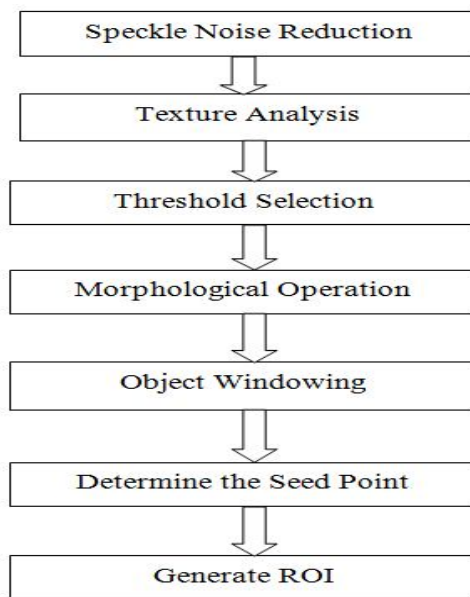 Speckle Noise Reduction
Texture Analysis
Threshold Selection
Morphological Operation
Object Windowing
Determine the Seed Point
Generate ROI